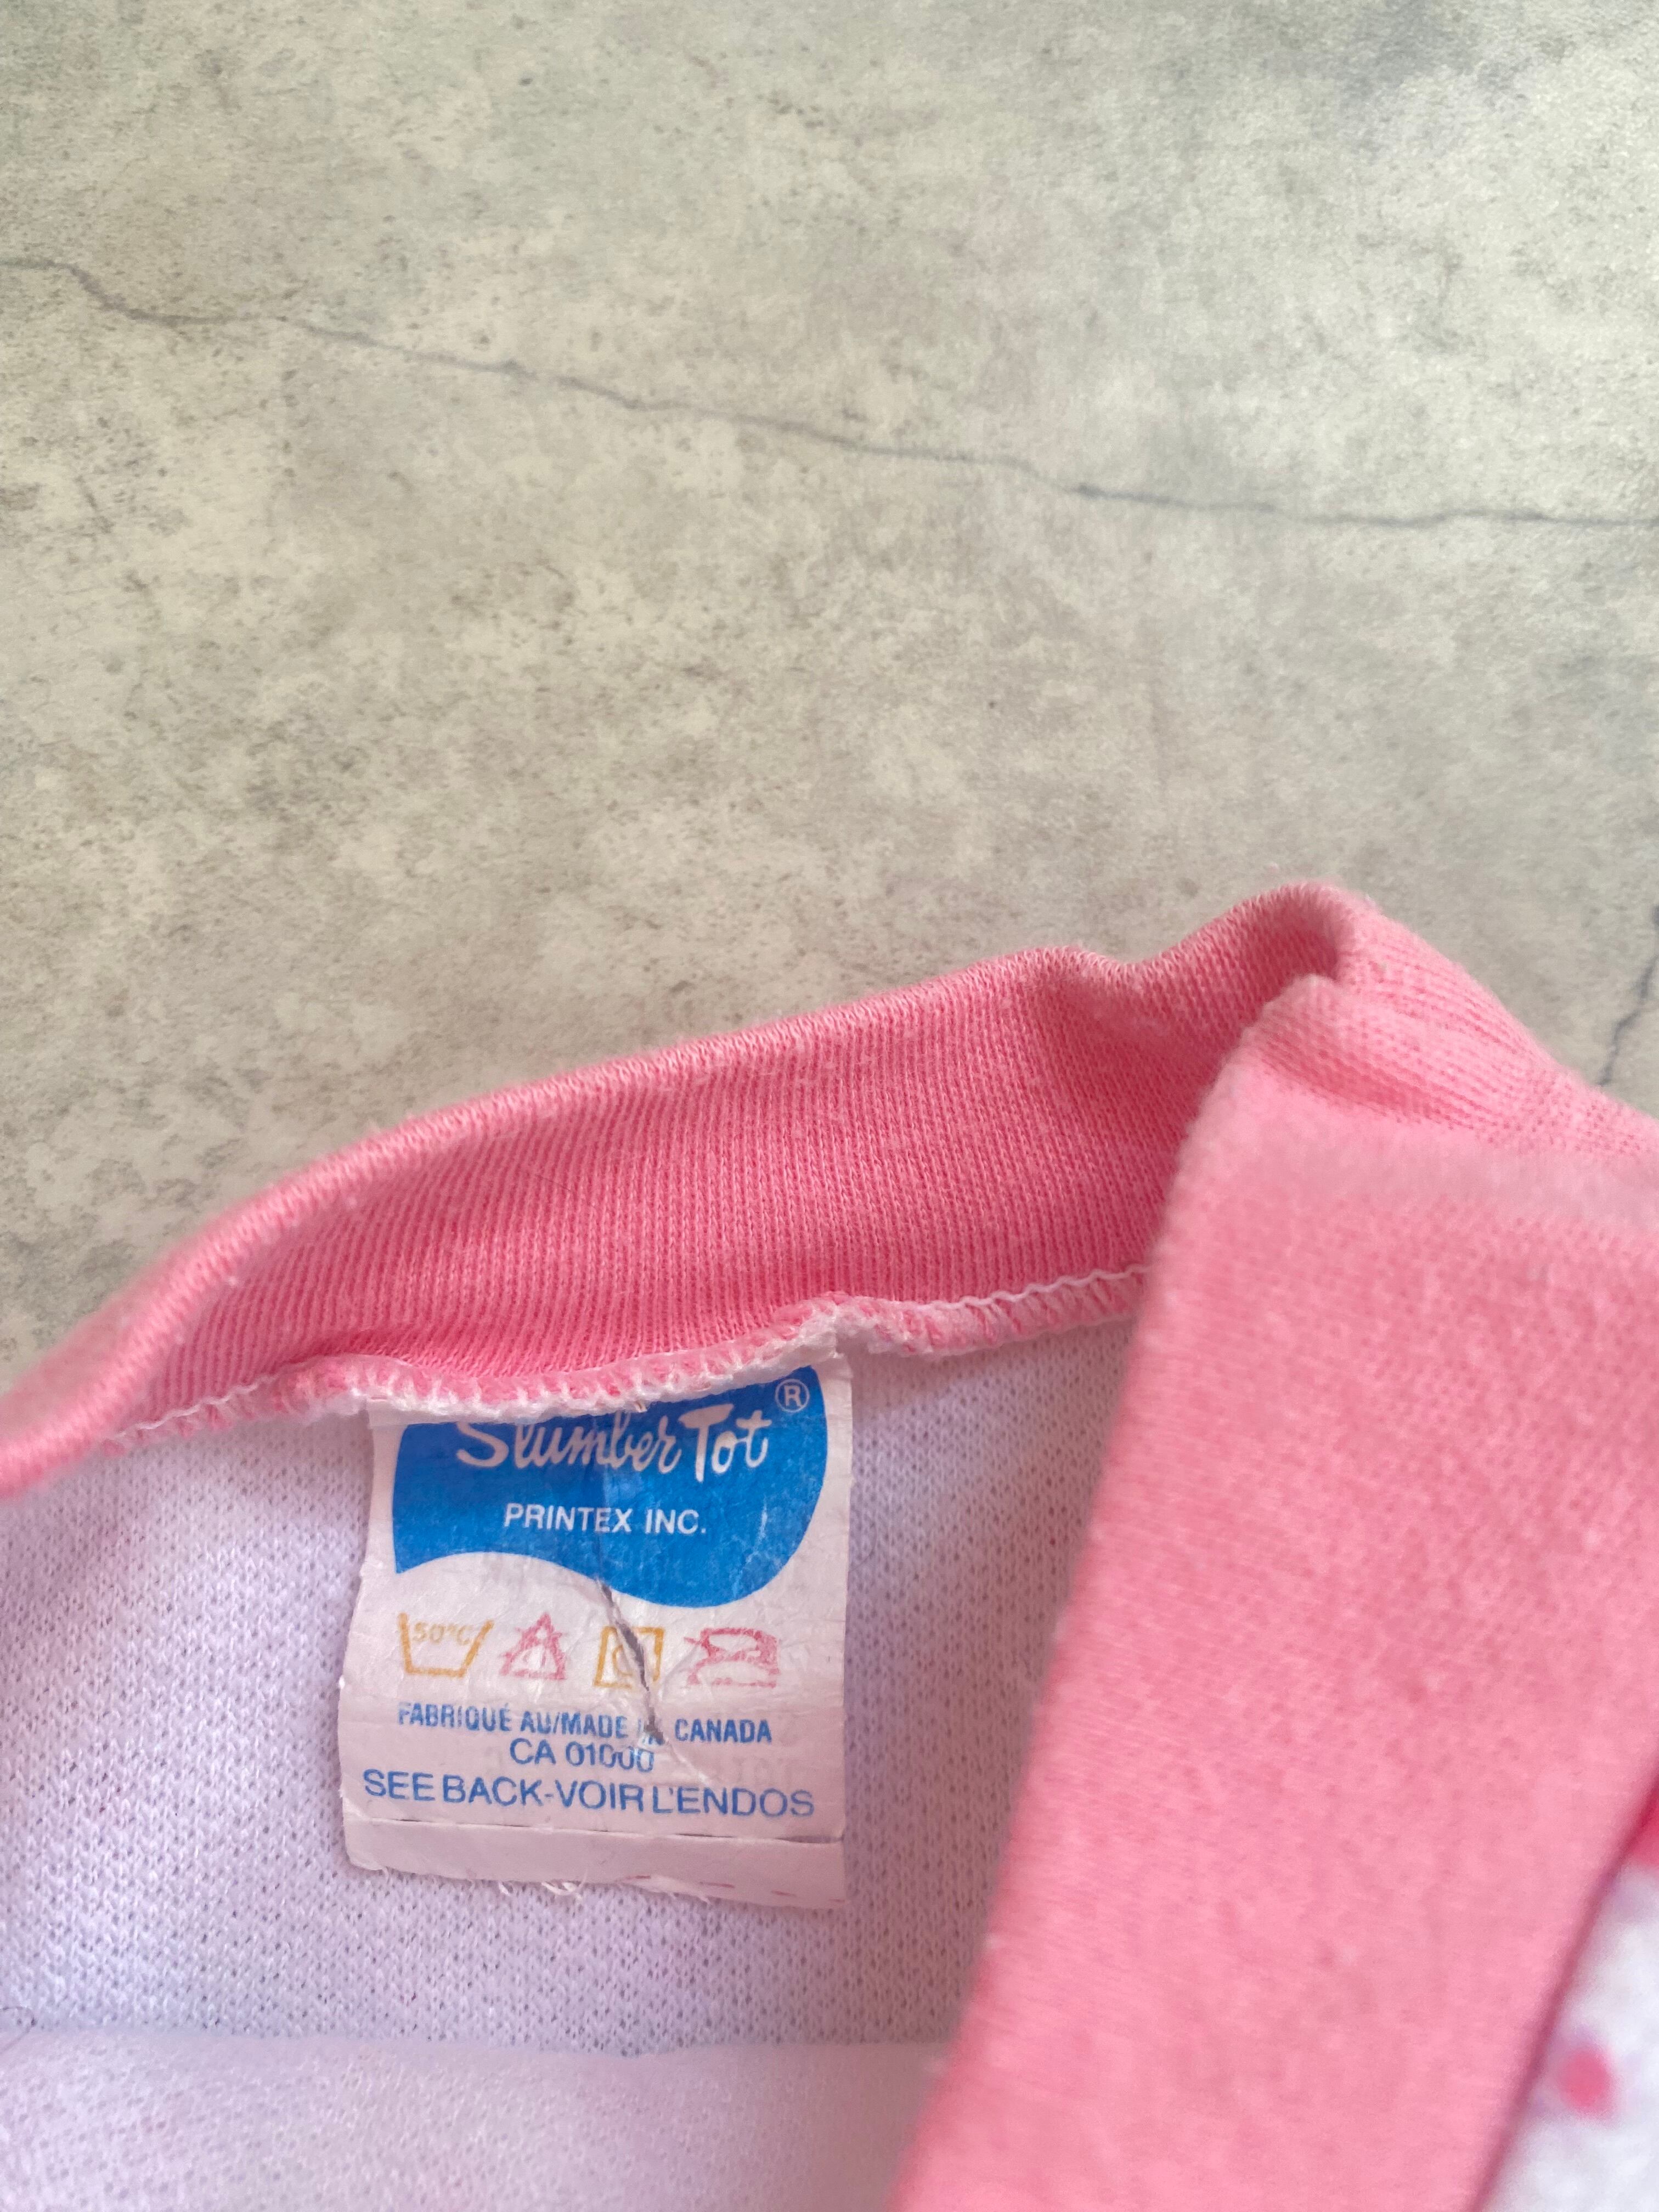 Slumber Tot ®
PRINTEX INC.
50°C
FABRIQUÉ AU/MADE IN CANADA
CA 01000
SEE BACK-VOIR L'ENDOS